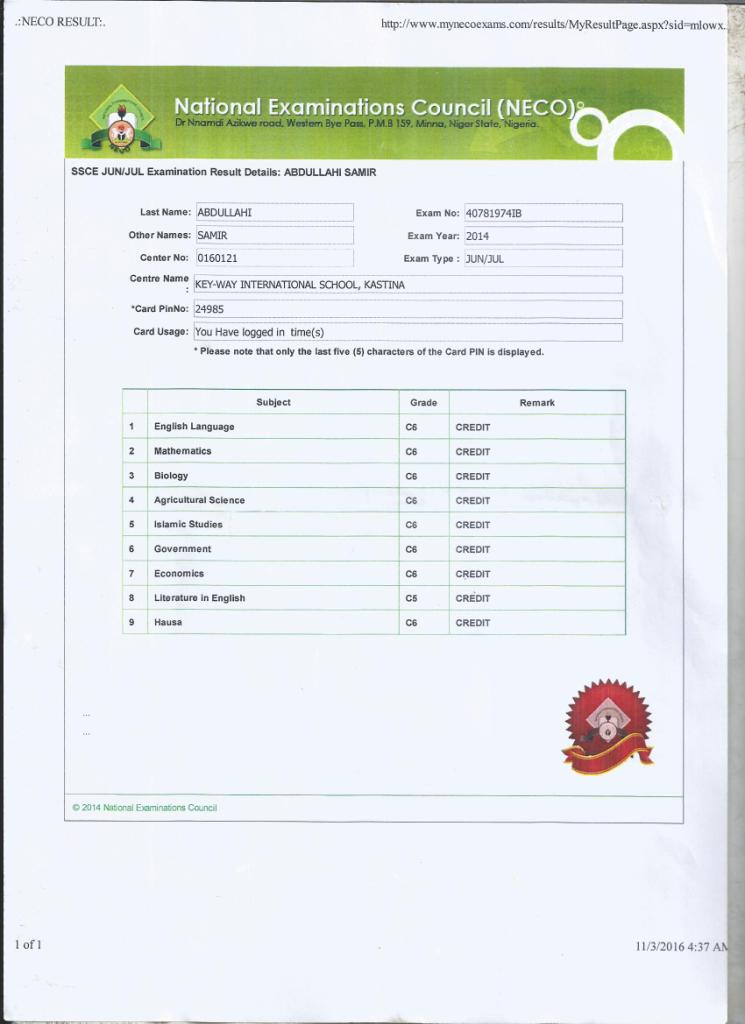 .:NECO RESULT:. http://www.mynecoexams.com/results/MyResultPage.aspx?sid=mlowx.
National Examinations Council (NECO)
Dr Nnamdi Azikwe road, Western Bye Pass, P.M.B 159, Minna, Niger State, Nigeria.
SSCE JUN/JUL Examination Result Details: ABDULLAHI SAMIR
Last Name: ABDULLAHI Exam No: 40781974IB
Other Names: SAMIR Exam Year: 2014
Center No: 0160121 Exam Type : JUN/JUL
Centre Name : KEY-WAY INTERNATIONAL SCHOOL, KASTINA
*Card PinNo: 24985
Card Usage: You Have logged in time(s)
* Please note that only the last five (5) characters of the Card PIN is displayed.
Subject Grade Remark
1 English Language C6 CREDIT
2 Mathematics C6 CREDIT
3 Biology C6 CREDIT
4 Agricultural Science C6 CREDIT
5 Islamic Studies C6 CREDIT
6 Government C6 CREDIT
7 Economics C6 CREDIT
8 Literature in English C5 CREDIT
9 Hausa C6 CREDIT
...
...
© 2014 National Examinations Council
1 of 1 11/3/2016 4:37 AM